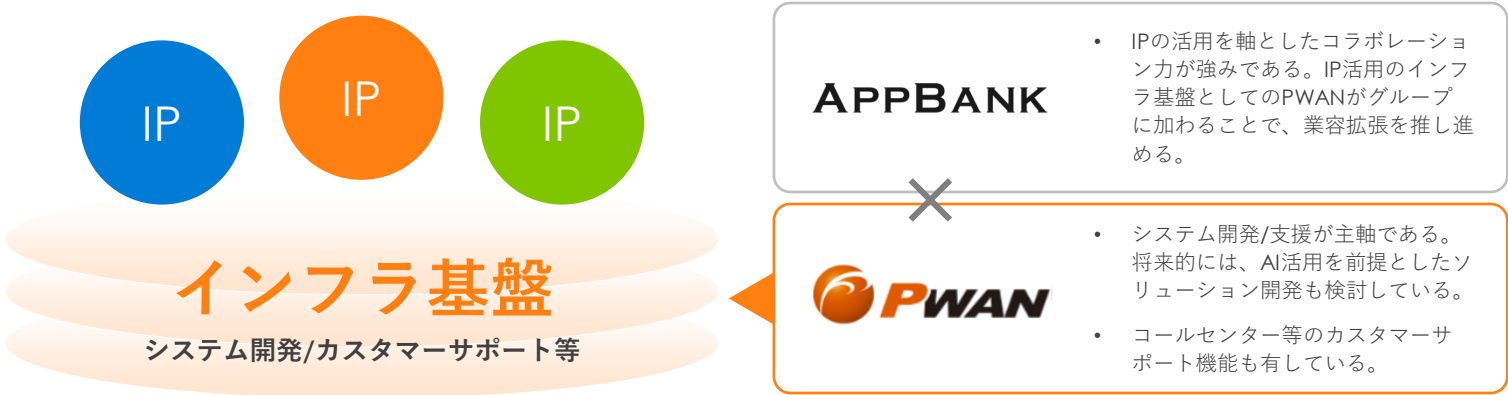 IP
IP
IP
インフラ基盤
システム開発/カスタマーサポート等
APPBANK
• IPの活用を軸としたコラボレーショ
ン力が強みである。IP活用のインフ
ラ基盤としてのPWANがグループ
に加わることで、業容拡張を推し進
める。
PWAN
• システム開発/支援が主軸である。
将来的には、AI活用を前提としたソ
リューション開発も検討している。
• コールセンター等のカスタマーサ
ポート機能も有している。